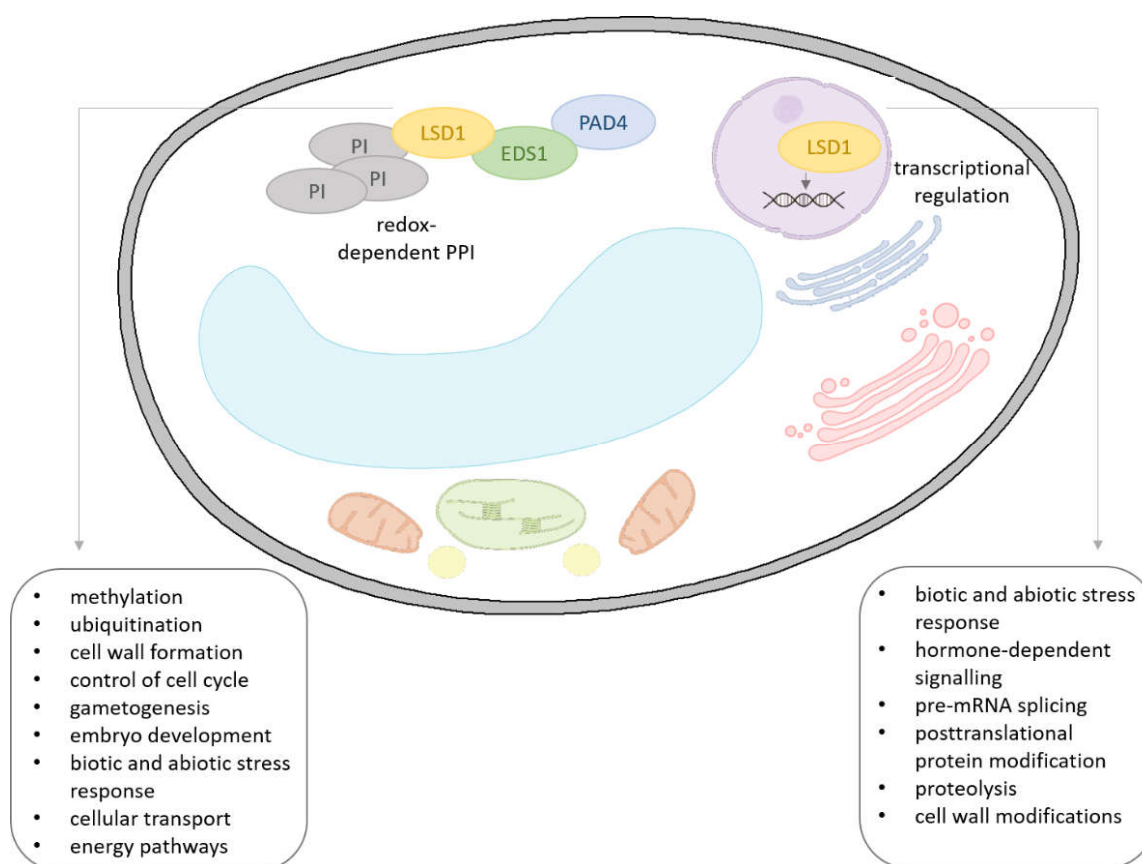 LSD1
PAD4
EDS1
PI
PI
PI
redox-
dependent PPI
LSD1
transcriptional
regulation
• methylation
• ubiquitination
• cell wall formation
• control of cell cycle
• gametogenesis
• embryo development
• biotic and abiotic stress
response
• cellular transport
• energy pathways
• biotic and abiotic stress
response
• hormone-dependent
signalling
• pre-mRNA splicing
• posttranslational
protein modification
• proteolysis
• cell wall modifications